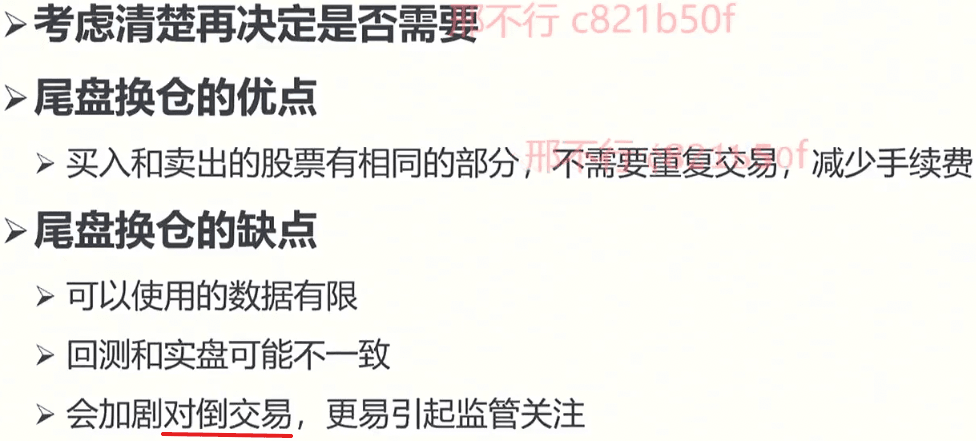 考虑清楚再决定是否需要
邢不行 c821b50f
尾盘换仓的优点
买入和卖出的股票有相同的部分，不需要重复交易，减少手续费
邢不行 c821b50f
尾盘换仓的缺点
可以使用的数据有限
回测和实盘可能不一致
会加剧对倒交易，更易引起监管关注